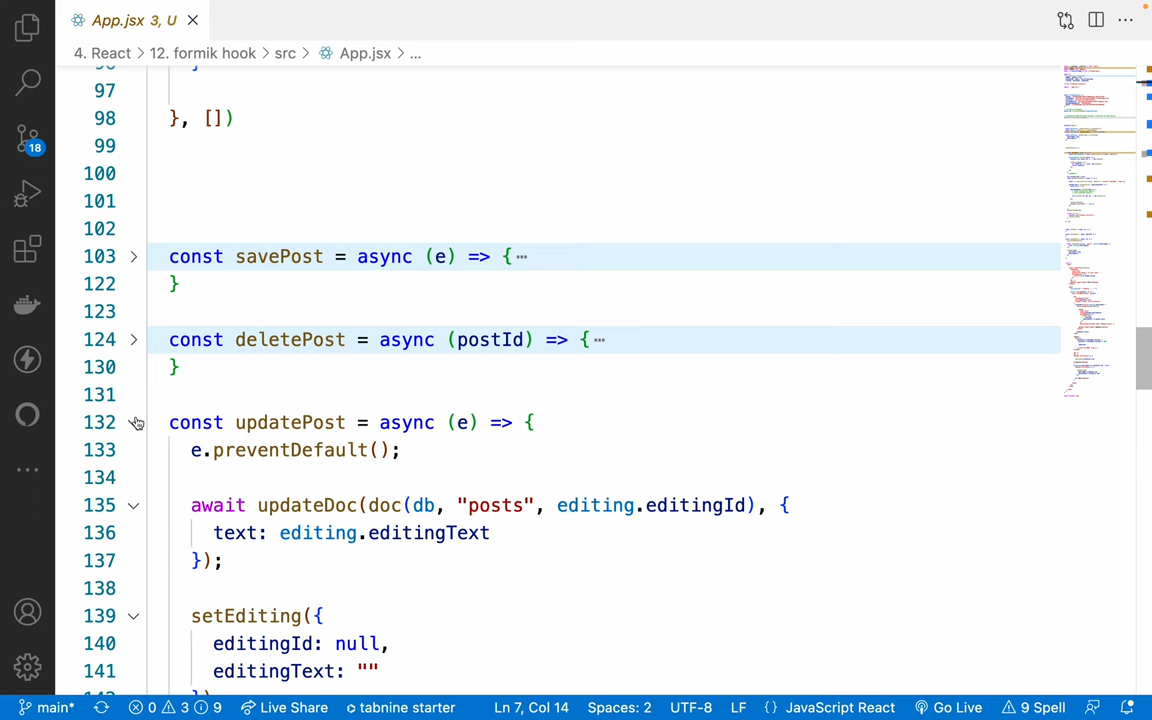 App.jsx 3, U
4. React > 12. formik hook > src > App.jsx > ...
97
98 }, [])
99
100
101
102
103 const savePost = async (e) => {
122 }
123
124 const deletePost = async (postId) => {
130 }
131
132 const updatePost = async (e) => {
133 e.preventDefault();
134
135 await updateDoc(doc(db, "posts", editing.editingId), {
136 text: editing.editingText
137 });
138
139 setEditing({
140 editingId: null,
141 editingText: ""
18
main* 0 3 9 Live Share tabnine starter Ln 7, Col 14 Spaces: 2 UTF-8 LF {} JavaScript React Go Live 9 Spell